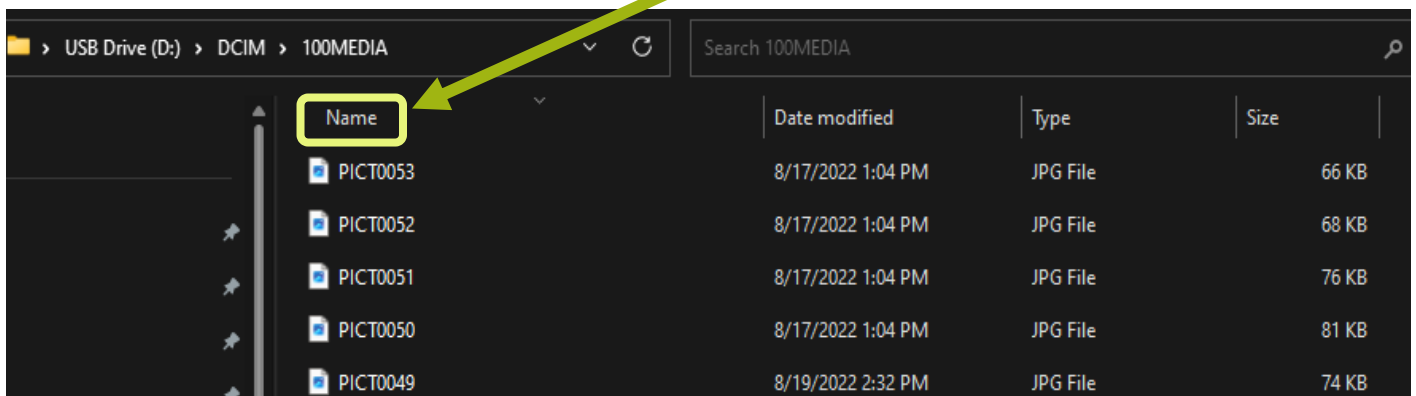 › USB Drive (D:) › DCIM › 100MEDIA Search 100MEDIA
Name Date modified Type Size
PICT0053 8/17/2022 1:04 PM JPG File 66 KB
PICT0052 8/17/2022 1:04 PM JPG File 68 KB
PICT0051 8/17/2022 1:04 PM JPG File 76 KB
PICT0050 8/17/2022 1:04 PM JPG File 81 KB
PICT0049 8/19/2022 2:32 PM JPG File 74 KB